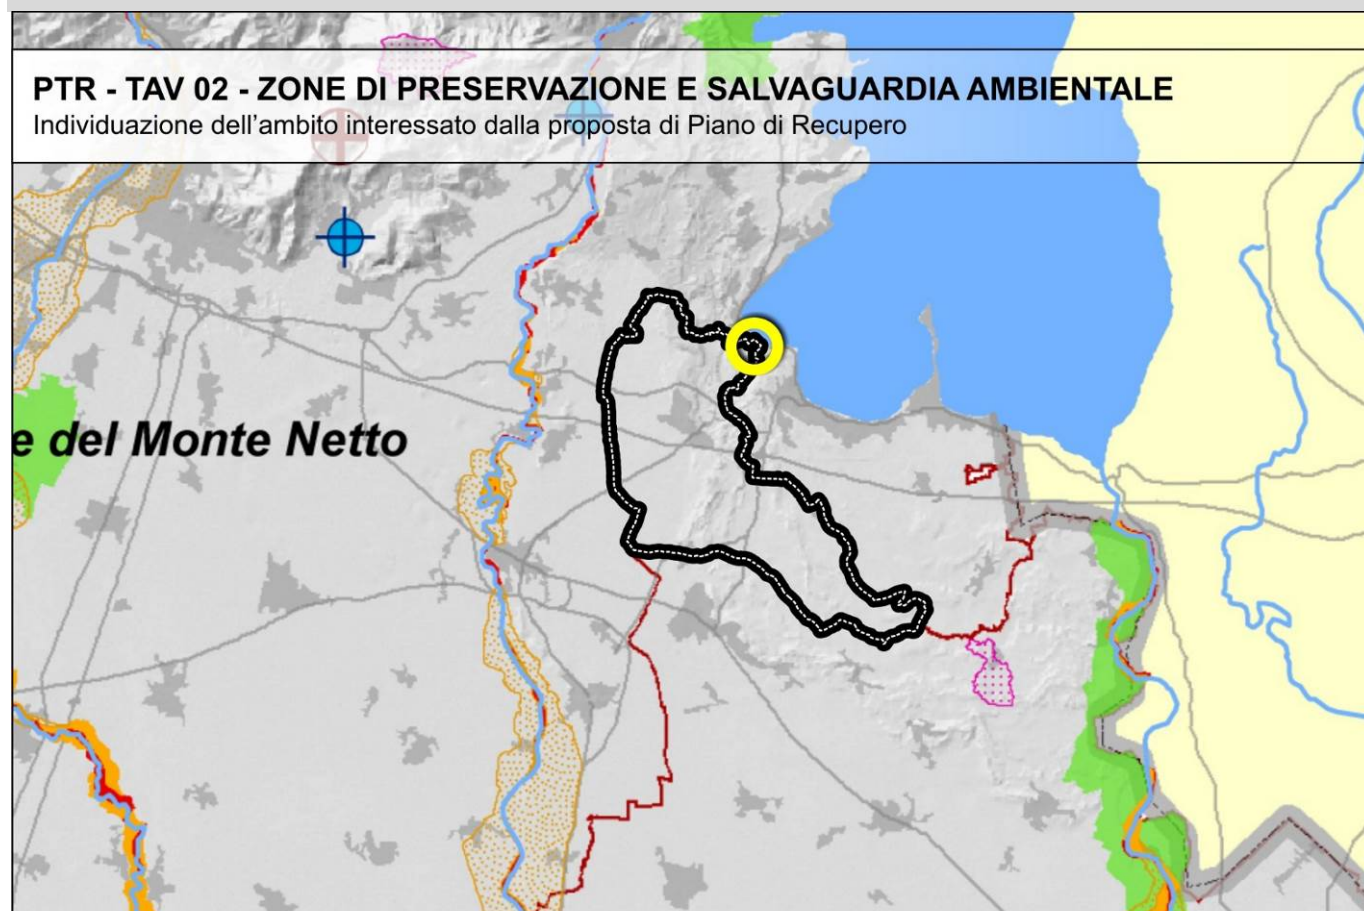 PTR - TAV 02 - ZONE DI PRESERVAZIONE E SALVAGUARDIA AMBIENTALE
Individuazione dell'ambito interessato dalla proposta di Piano di Recupero
e del Monte Netto